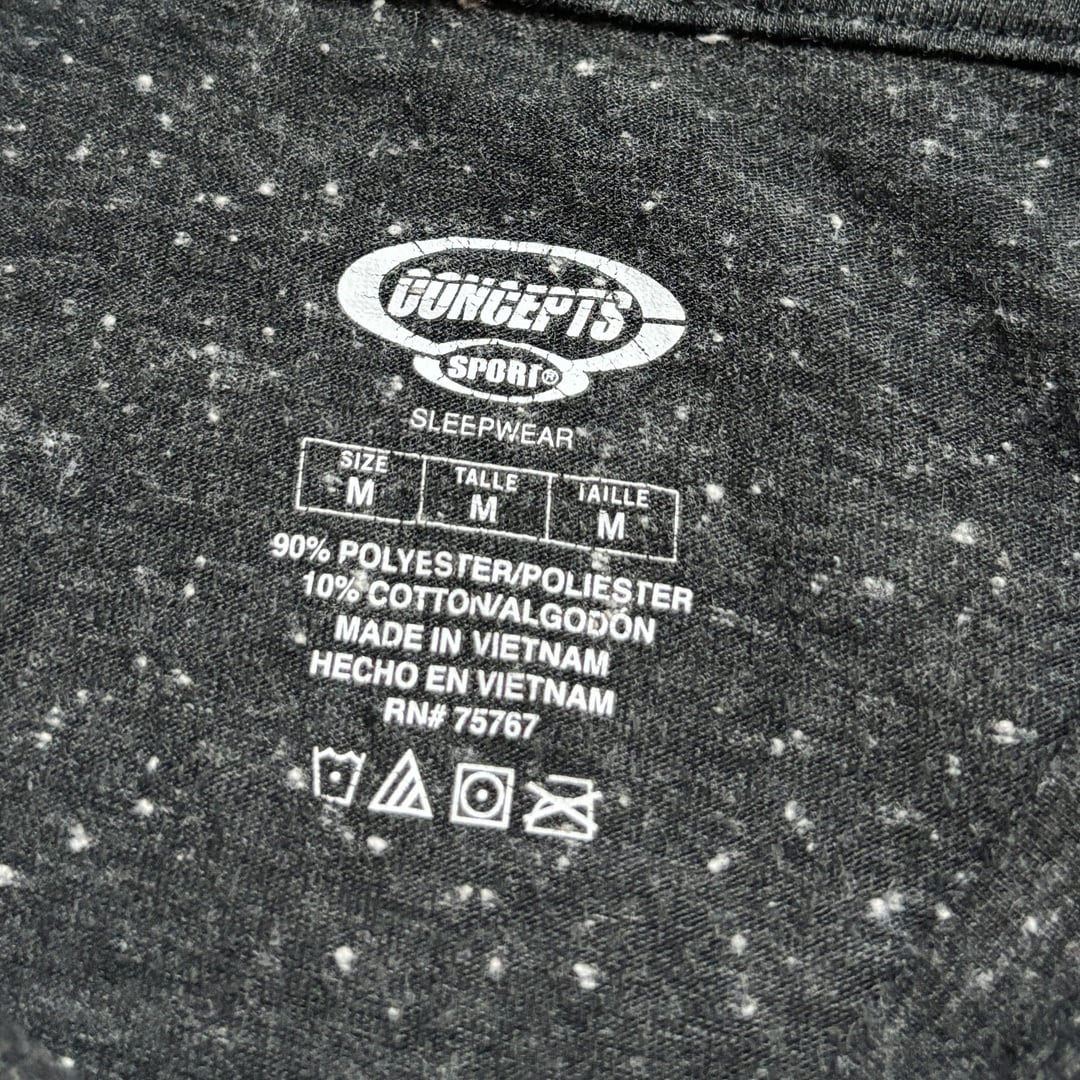 CONCEPTS
SPORT®
SLEEPWEAR
SIZE TALLE TAILLE
M M M
90% POLYESTER/POLIESTER
10% COTTON/ALGODÓN
MADE IN VIETNAM
HECHO EN VIETNAM
RN# 75767